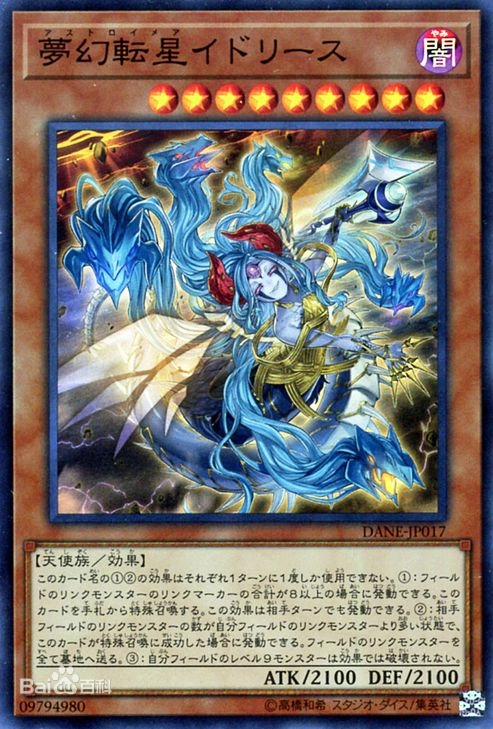 アストロイメア
夢幻転星イドリース
やみ
闇
DANE-JP017
【天使族／効果】
このカード名の①②の効果はそれぞれ1ターンに1度しか使用できない。①：フィール
ドのリンクモンスターのリンクマーカーの合計が8以上の場合に発動できる。この
カードを手札から特殊召喚する。この効果は相手ターンでも発動できる。②：相手
フィールドのリンクモンスターの数が自分フィールドのリンクモンスターより多い状態で、
このカードが特殊召喚に成功した場合に発動できる。フィールドのリンクモンスターを
全て墓地へ送る。③：自分フィールドのレベル9モンスターは効果では破壊されない。
ATK/2100 DEF/2100
Bai百科
09794980
©高橋和希 スタジオ・ダイス/集英社